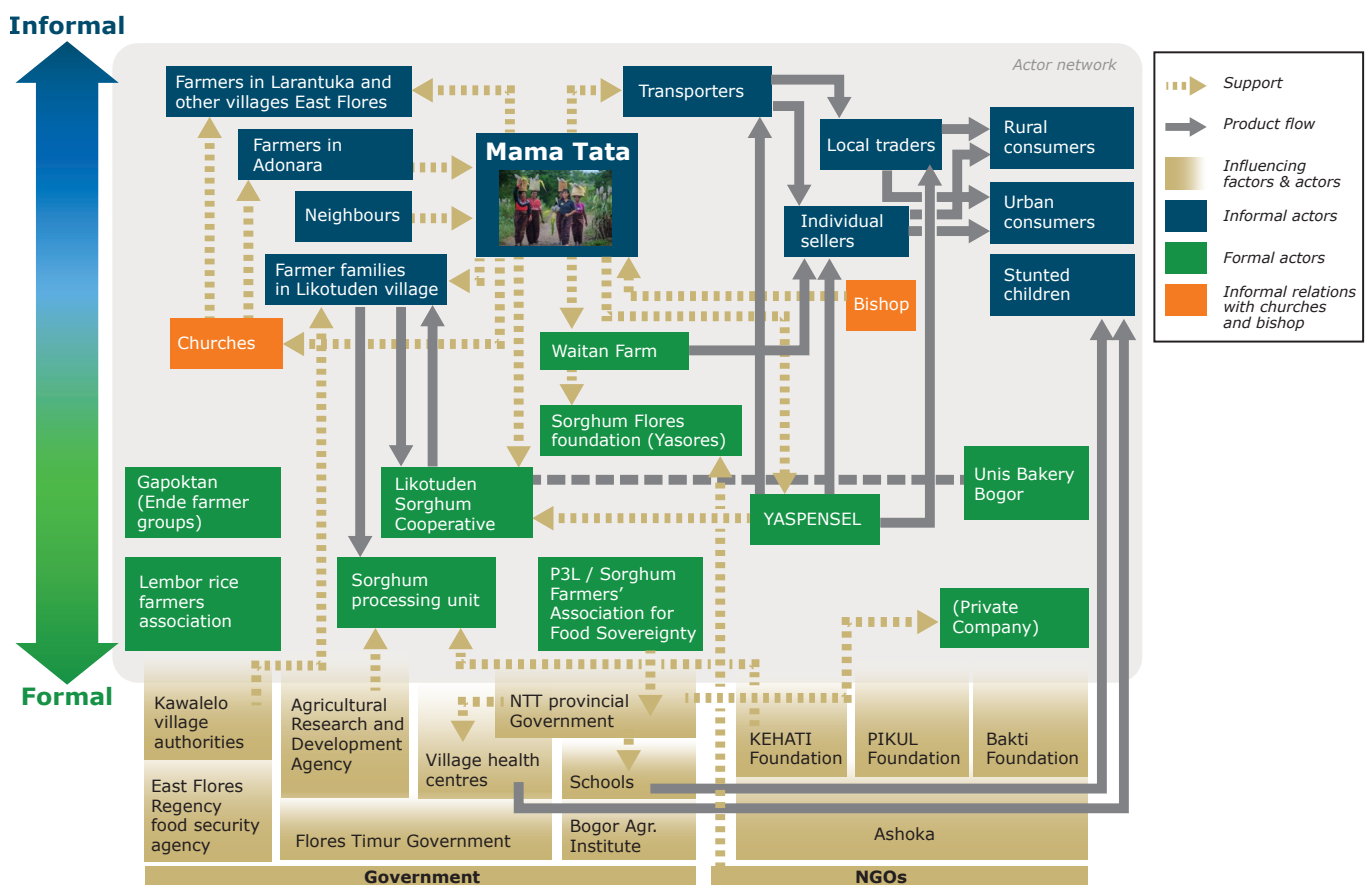 Informal
Actor network
Farmers in Larantuka and
other villages East Flores
Transporters
Farmers in
Adonara
Mama Tata
Local traders
Rural
consumers
Neighbours
Individual
sellers
Urban
consumers
Farmer families
in Likotuden village
Stunted
children
Bishop
Churches
Waitan Farm
Sorghum Flores
foundation (Yasores)
Gapoktan
(Ende farmer
groups)
Likotuden
Sorghum
Cooperative
YASPENSEL
Unis Bakery
Bogor
Lembor rice
farmers
association
Sorghum
processing unit
P3L / Sorghum
Farmers’
Association for
Food Sovereignty
(Private
Company)
Formal
Kawalelo
village
authorities
Agricultural
Research and
Development
Agency
NTT provincial
Government
Village health
centres
Schools
KEHATI
Foundation
PIKUL
Foundation
Bakti
Foundation
East Flores
Regency
food security
agency
Flores Timur Government
Bogor Agr.
Institute
Ashoka
Government
NGOs
Support
Product flow
Influencing
factors & actors
Informal actors
Formal actors
Informal relations
with churches
and bishop